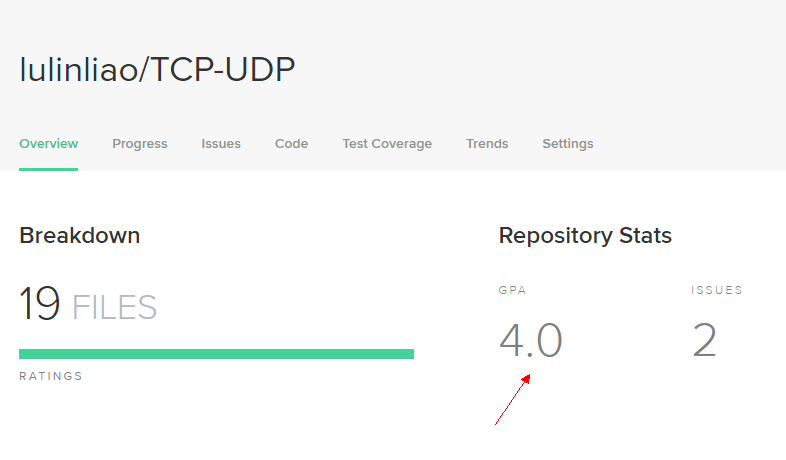 lulinliao/TCP-UDP
Overview Progress Issues Code Test Coverage Trends Settings
Breakdown
19 FILES
RATINGS
Repository Stats
GPA ISSUES
4.0 2